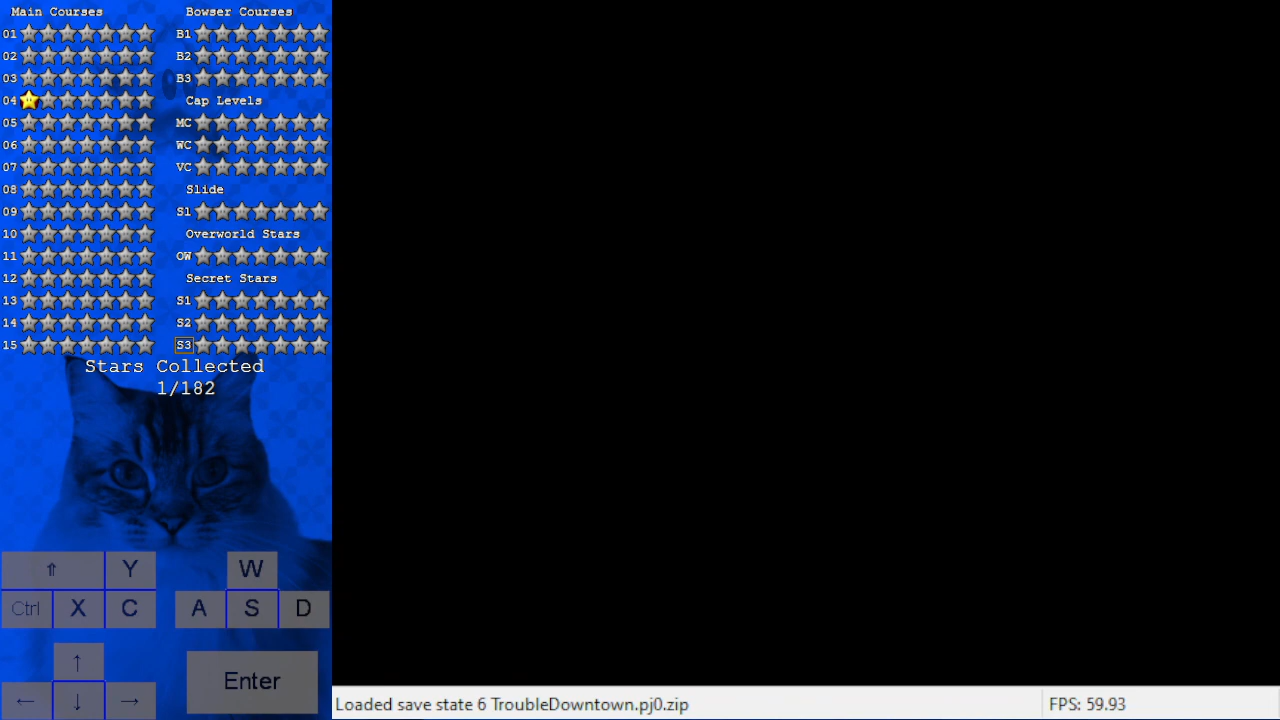 Main Courses
01
02
03
04
05
06
07
08
09
10
11
12
13
14
15
Bowser Courses
B1
B2
B3
Cap Levels
MC
WC
VC
Slide
S1
Overworld Stars
OW
Secret Stars
S1
S2
S3
Stars Collected
1/182
⇑ Y W
Ctrl X C A S D
↑
← ↓ →
Enter
Loaded save state 6 TroubleDowntown.pj0.zip
FPS: 59.93